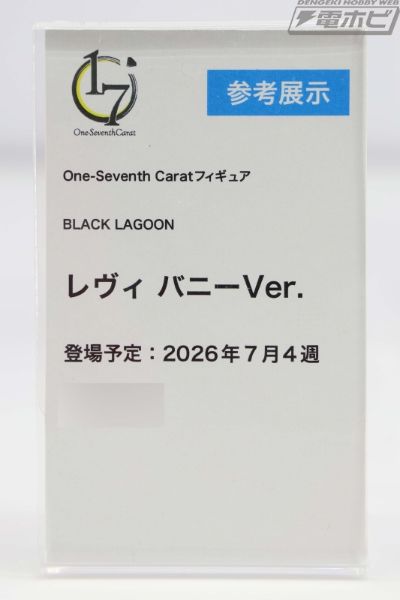 DENGEKI HOBBY WEB
電ホビ
17
One-SeventhCarat
参考展示
One-Seventh Caratフィギュア
BLACK LAGOON
レヴィ バニーVer.
登場予定：2026年7月4週